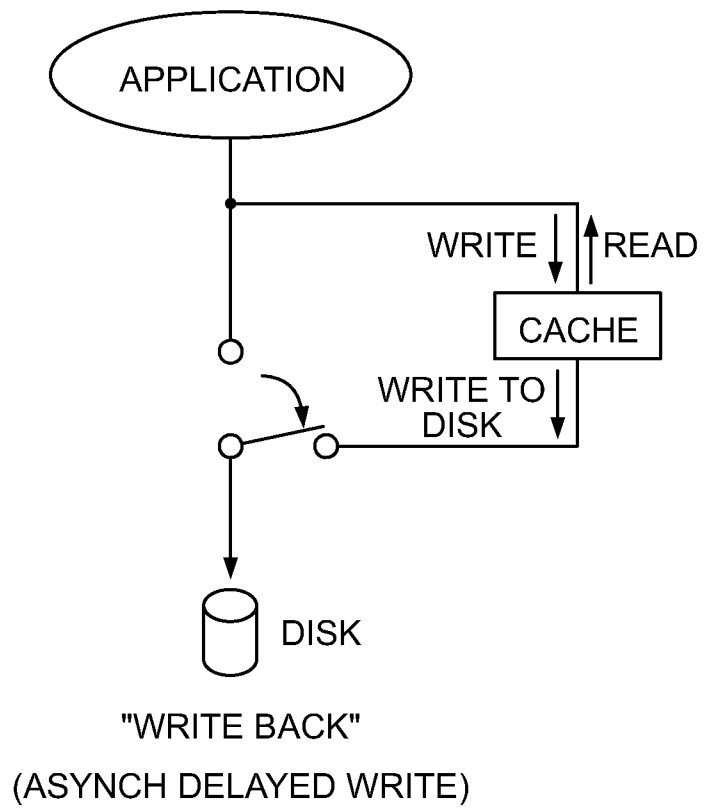 APPLICATION
WRITE
READ
CACHE
WRITE TO
DISK
DISK
"WRITE BACK"
(ASYNCH DELAYED WRITE)